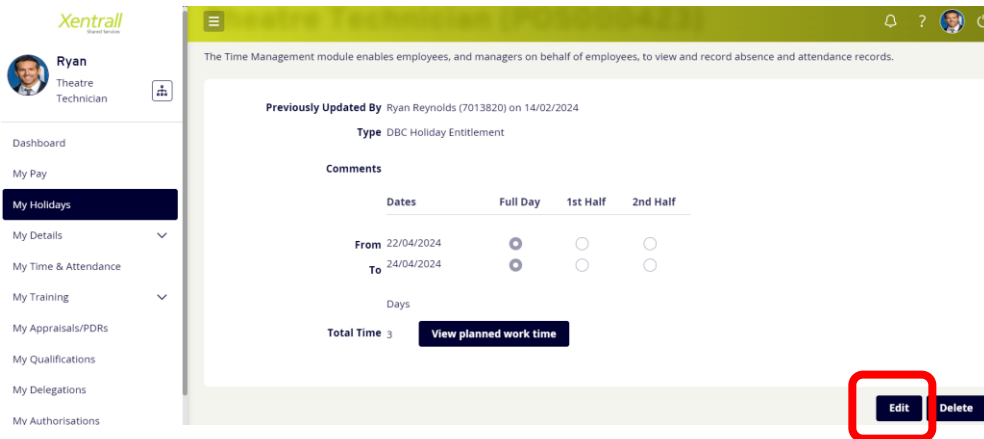 Xentrall
Shared Services
Theatre Technician
?
Ryan
Theatre
Technician
Dashboard
My Pay
My Holidays
My Details
My Time & Attendance
My Training
My Appraisals/PDRs
My Qualifications
My Delegations
My Authorisations
The Time Management module enables employees, and managers on behalf of employees, to view and record absence and attendance records.
Previously Updated By Ryan Reynolds (7013820) on 14/02/2024
Type DBC Holiday Entitlement
Comments
Dates Full Day 1st Half 2nd Half
From 22/04/2024
To 24/04/2024
Days
Total Time 3 View planned work time
Edit Delete